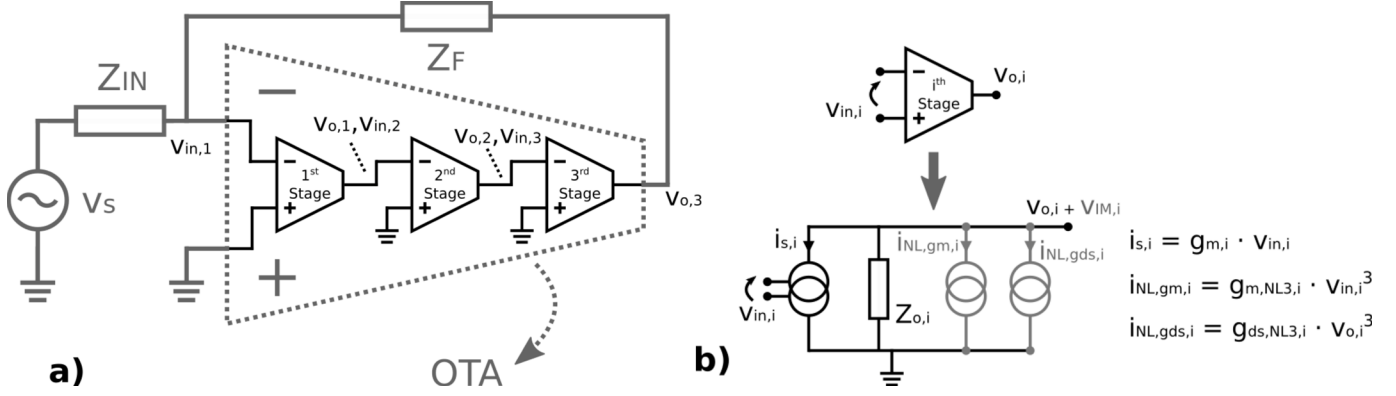 ZIN
ZF
vin,1
vo,1,vin,2
vo,2,vin,3
−
−
1st
Stage
+
−
2nd
Stage
+
−
3rd
Stage
+
vs
vo,3
+
OTA
a)
−
ith
Stage
+
vin,i
vo,i
vo,i + vIM,i
is,i
iNL,gm,i
iNL,gds,i
vin,i
Zo,i
is,i = gm,i · vin,i
iNL,gm,i = gm,NL3,i · vin,i³
iNL,gds,i = gds,NL3,i · vo,i³
b)